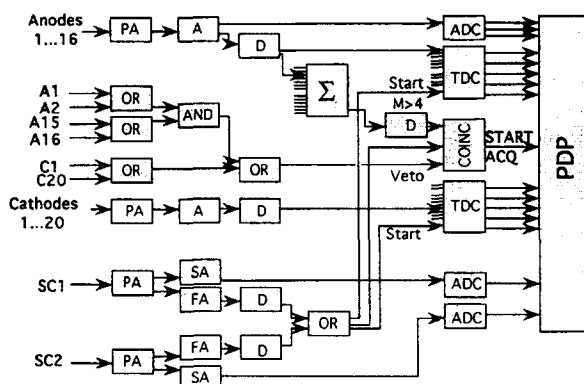 Anodes
1...16
PA
A
D
ADC
TDC
Σ
Start
M>4
D
A1
A2
A15
A16
OR
OR
AND
C1
C20
OR
OR
Veto
COINC
START
ACQ
PDP
Cathodes
1...20
PA
A
D
TDC
Start
SC1
PA
SA
FA
D
OR
ADC
ADC
SC2
PA
FA
D
SA